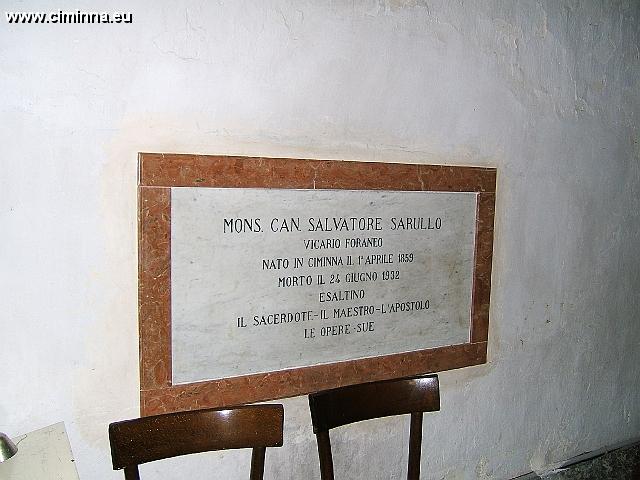 www.ciminna.eu
MONS. CAN. SALVATORE SARULLO
VICARIO FORANEO
NATO IN CIMINNA IL 1º APRILE 1859
MORTO IL 24 GIUGNO 1932
ESALTINO
IL SACERDOTE-IL MAESTRO-L'APOSTOLO
LE OPERE-SUE